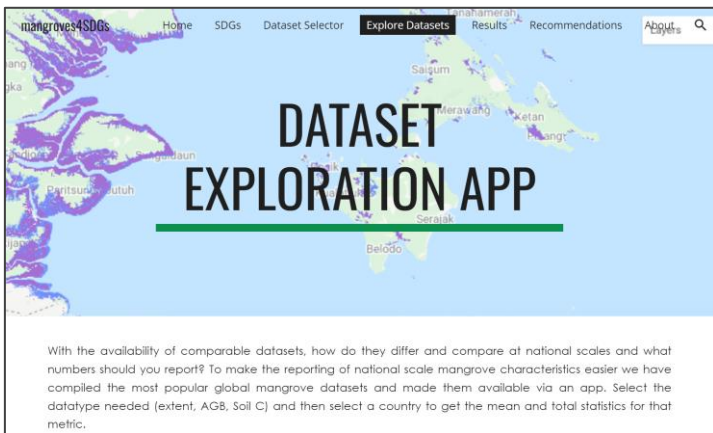 mangroves4SDGs Home SDGs Dataset Selector Explore Datasets Results Recommendations About
Layers
Tanahamerah
Saisum
Merawang
Ketan
DATASET
EXPLORATION APP
Serajak
Belodo
With the availability of comparable datasets, how do they differ and compare at national scales and what
numbers should you report? To make the reporting of national scale mangrove characteristics easier we have
compiled the most popular global mangrove datasets and made them available via an app. Select the
datatype needed (extent, AGB, Soil C) and then select a country to get the mean and total statistics for that
metric.